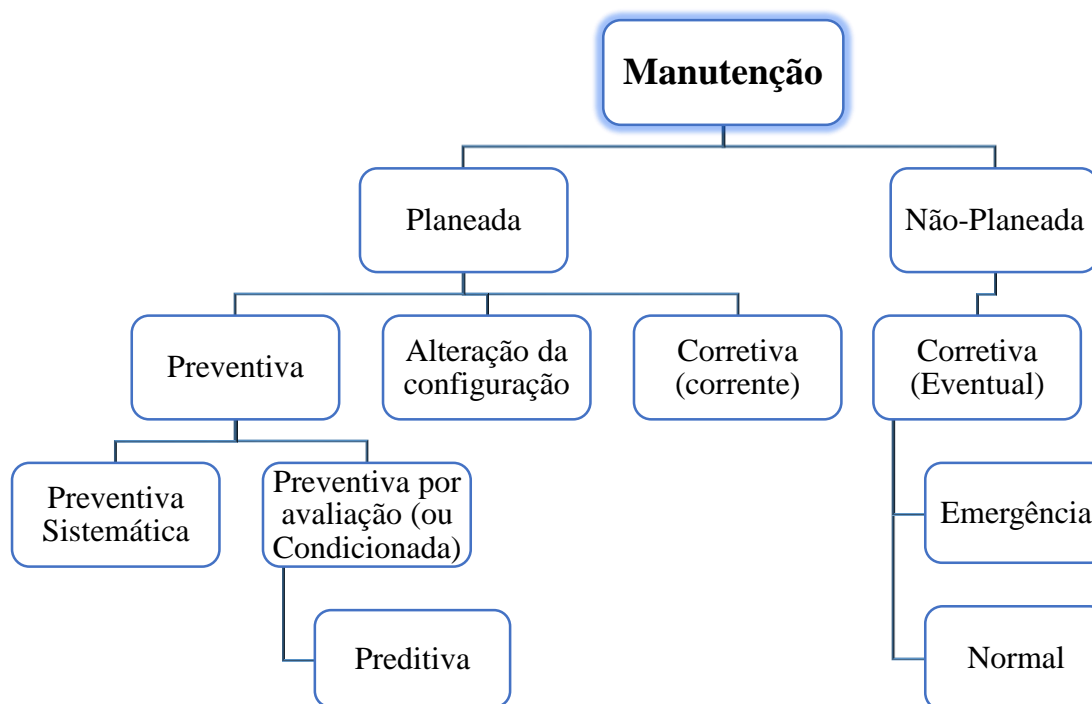 Manutenção
Planeada
Não-Planeada
Preventiva
Alteração da
configuração
Corretiva
(corrente)
Corretiva
(Eventual)
Preventiva
Sistemática
Preventiva por
avaliação (ou
Condicionada)
Emergência
Preditiva
Normal